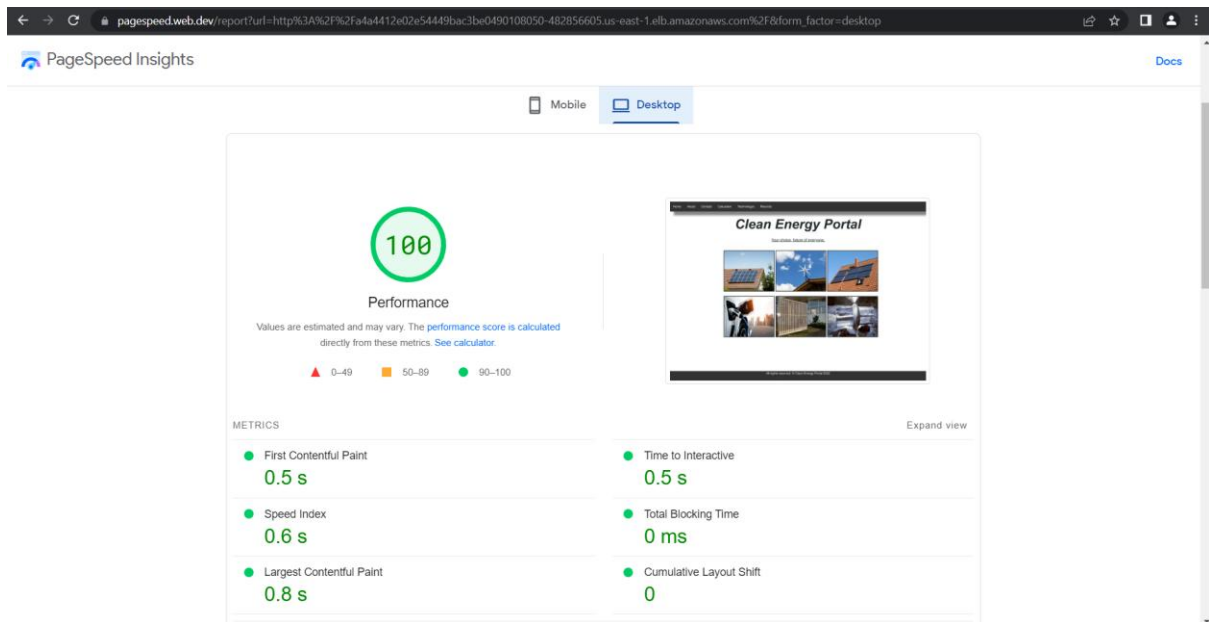 pagespeed.web.dev/report?url=http%3A%2F%2Fa4a4412e02e54449bac3be0490108050-482856605.us-east-1.elb.amazonaws.com%2F&form_factor=desktop
PageSpeed Insights
Docs
Mobile
Desktop
100
Performance
Values are estimated and may vary. The performance score is calculated
directly from these metrics. See calculator.
0–49
50–89
90–100
Clean Energy Portal
METRICS
Expand view
First Contentful Paint
0.5 s
Time to Interactive
0.5 s
Speed Index
0.6 s
Total Blocking Time
0 ms
Largest Contentful Paint
0.8 s
Cumulative Layout Shift
0